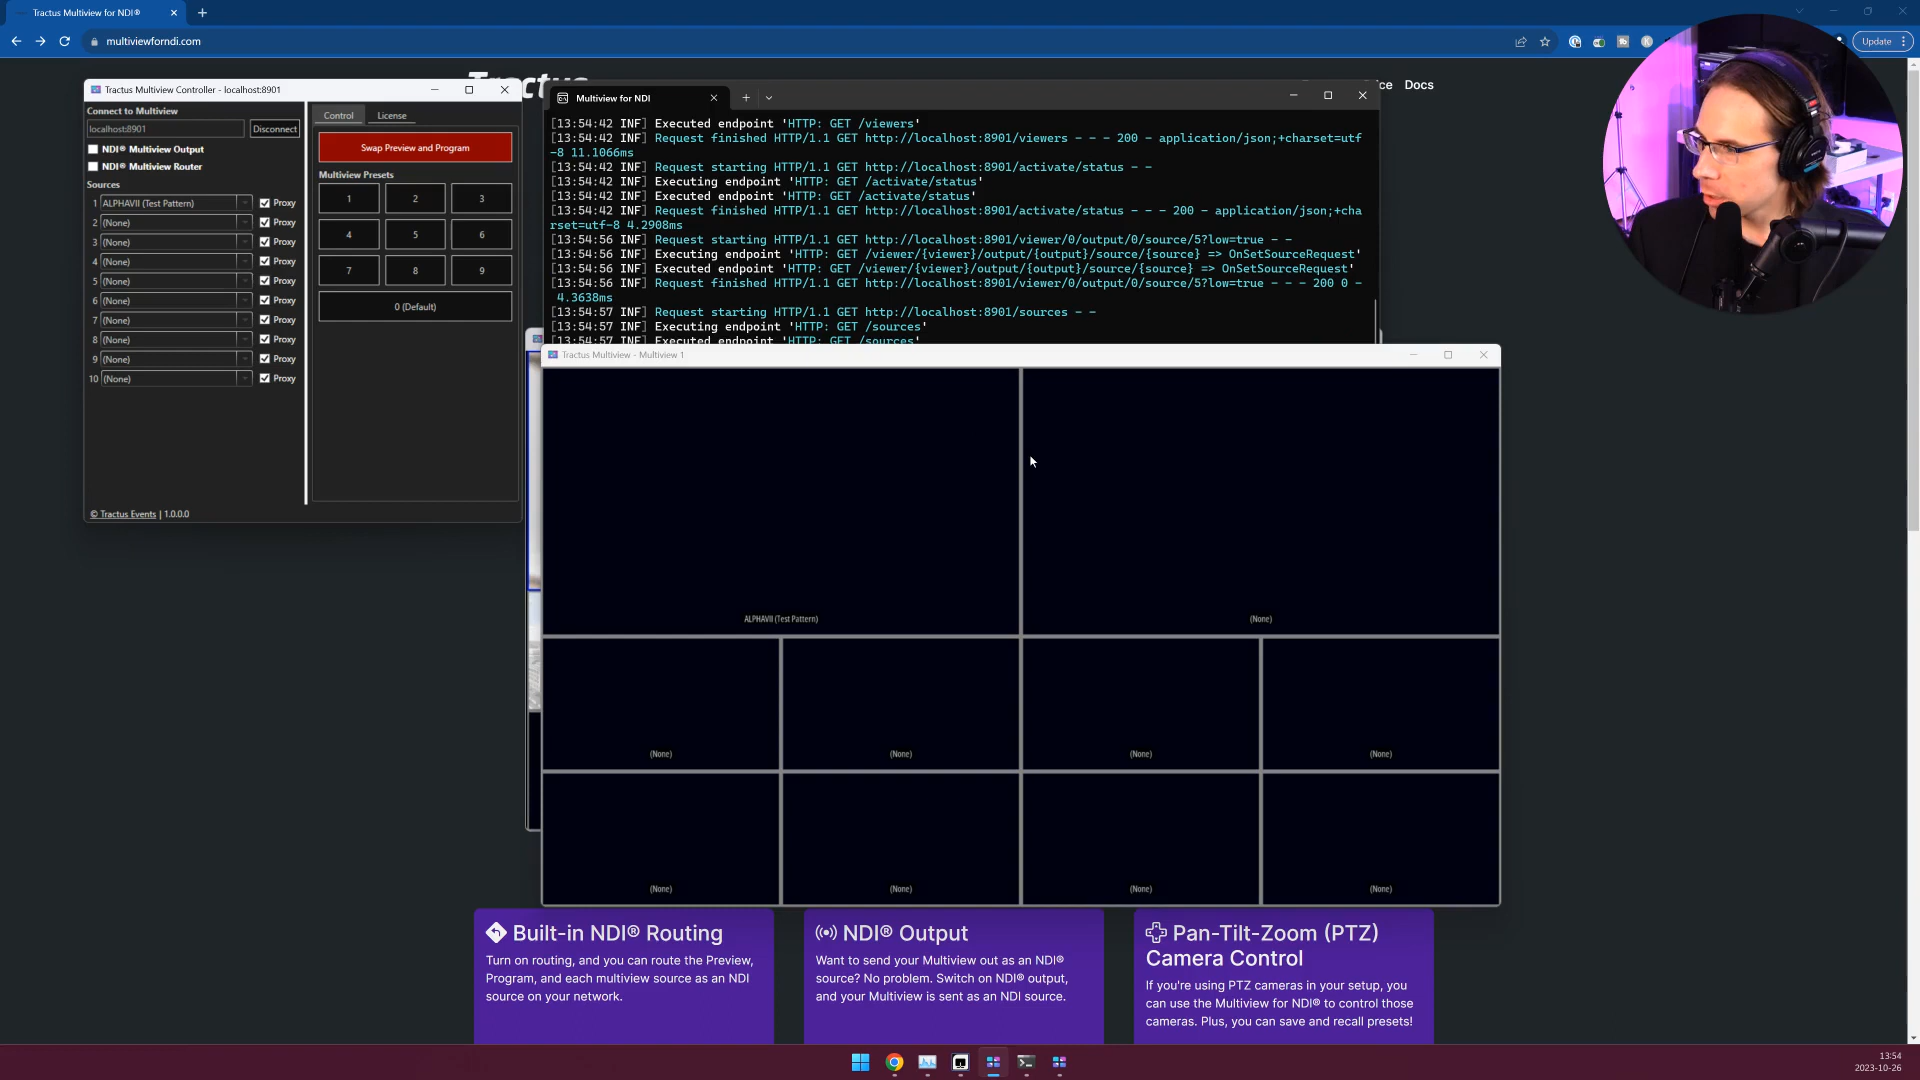 Tractus Multiview for NDI®
multiviewforndi.com
Update
Tractus
Docs
Tractus Multiview Controller - localhost:8901
Connect to Multiview
localhost:8901
Disconnect
NDI® Multiview Output
NDI® Multiview Router
Sources
1 ALPHAVII (Test Pattern) Proxy
2 (None) Proxy
3 (None) Proxy
4 (None) Proxy
5 (None) Proxy
6 (None) Proxy
7 (None) Proxy
8 (None) Proxy
9 (None) Proxy
10 (None) Proxy
© Tractus Events | 1.0.0.0
Control License
Swap Preview and Program
Multiview Presets
1 2 3
4 5 6
7 8 9
0 (Default)
Multiview for NDI
[13:54:42 INF] Executed endpoint 'HTTP: GET /viewers'
[13:54:42 INF] Request finished HTTP/1.1 GET http://localhost:8901/viewers - - - 200 - application/json;+charset=utf
-8 11.1066ms
[13:54:42 INF] Request starting HTTP/1.1 GET http://localhost:8901/activate/status - -
[13:54:42 INF] Executing endpoint 'HTTP: GET /activate/status'
[13:54:42 INF] Executed endpoint 'HTTP: GET /activate/status'
[13:54:42 INF] Request finished HTTP/1.1 GET http://localhost:8901/activate/status - - - 200 - application/json;+cha
rset=utf-8 4.2908ms
[13:54:56 INF] Request starting HTTP/1.1 GET http://localhost:8901/viewer/0/output/0/source/5?low=true - -
[13:54:56 INF] Executing endpoint 'HTTP: GET /viewer/{viewer}/output/{output}/source/{source} => OnSetSourceRequest'
[13:54:56 INF] Executed endpoint 'HTTP: GET /viewer/{viewer}/output/{output}/source/{source} => OnSetSourceRequest'
[13:54:56 INF] Request finished HTTP/1.1 GET http://localhost:8901/viewer/0/output/0/source/5?low=true - - - 200 0 -
4.3638ms
[13:54:57 INF] Request starting HTTP/1.1 GET http://localhost:8901/sources - -
[13:54:57 INF] Executing endpoint 'HTTP: GET /sources'
[13:54:57 INF] Executed endpoint 'HTTP: GET /sources'
Tractus Multiview - Multiview 1
ALPHAVII (Test Pattern) (None)
(None) (None) (None) (None)
(None) (None) (None) (None)
Built-in NDI® Routing
Turn on routing, and you can route the Preview,
Program, and each multiview source as an NDI
source on your network.
NDI® Output
Want to send your Multiview out as an NDI®
source? No problem. Switch on NDI® output,
and your Multiview is sent as an NDI source.
Pan-Tilt-Zoom (PTZ)
Camera Control
If you're using PTZ cameras in your setup, you
can use the Multiview for NDI® to control those
cameras. Plus, you can save and recall presets!
13:54
2023-10-26